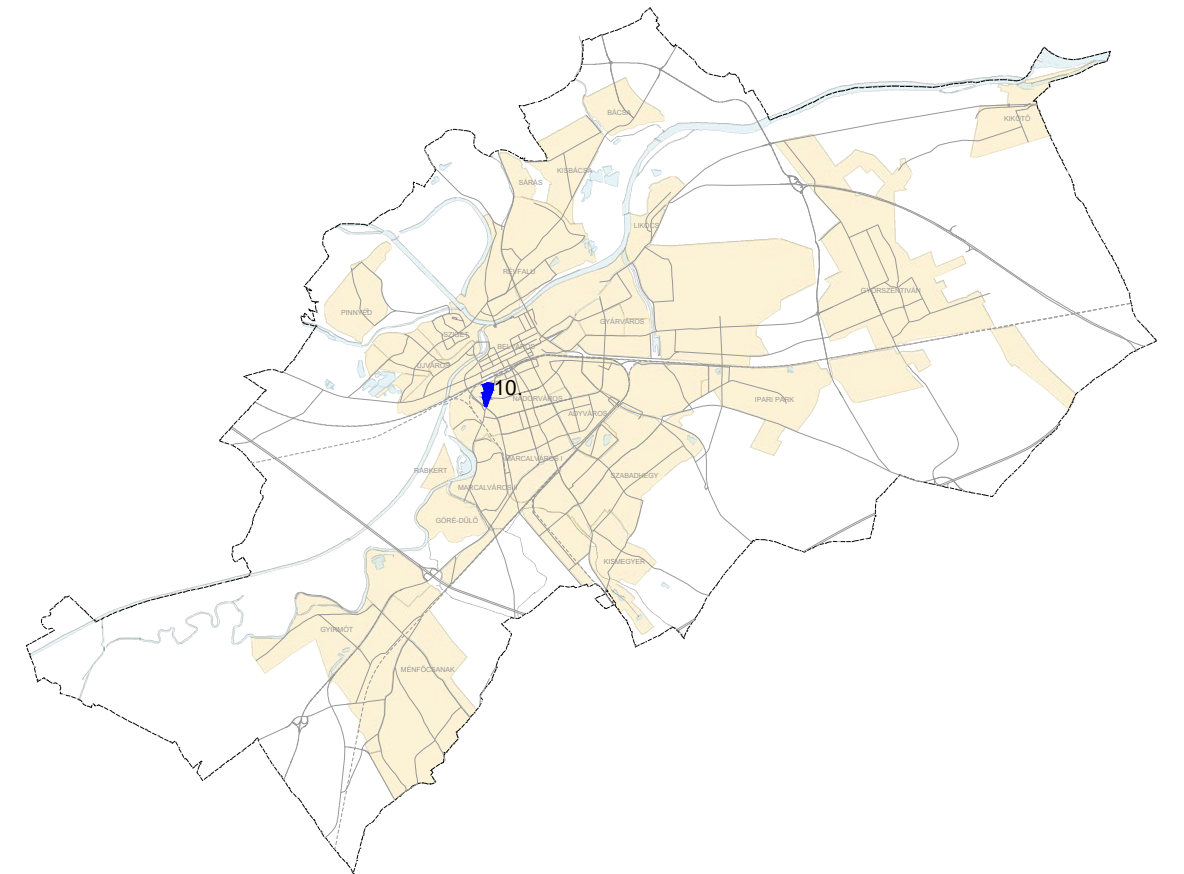 BÁCSA
KIKÖTŐ
KISBÁCSA
SÁRÁS
LIKÓCS
RÉVFALU
GYŐRSZENTIVÁN
PINNYÉD
GYÁRVÁROS
SZIGET
BELVÁROS
ÚJVÁROS
10.
NÁDORVÁROS
IPARI PARK
ADYVÁROS
MARCALVÁROS I
RÁBKERT
SZABADHEGY
MARCALVÁROS II
GÖRÉ-DŰLŐ
KISMEGYER
GYIRMÓT
MÉNFŐCSANAK